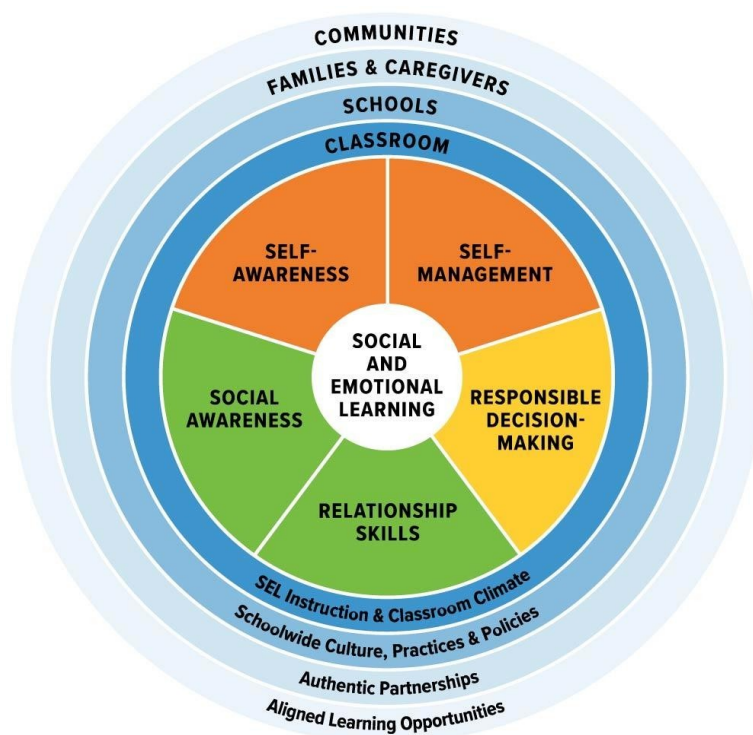 COMMUNITIES
FAMILIES & CAREGIVERS
SCHOOLS
CLASSROOM
SELF-
AWARENESS
SELF-
MANAGEMENT
SOCIAL
AND
EMOTIONAL
LEARNING
SOCIAL
AWARENESS
RESPONSIBLE
DECISION-
MAKING
RELATIONSHIP
SKILLS
SEL Instruction & Classroom Climate
Schoolwide Culture, Practices & Policies
Authentic Partnerships
Aligned Learning Opportunities